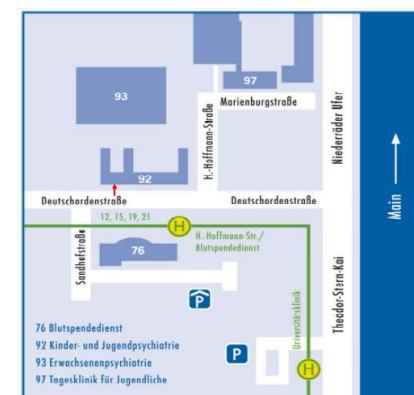 97
Marienburgstraße
93
H.-Hoffmann-Straße
Niederräder Ufer
Main
92
Deutschordenstraße
Deutschordenstraße
12, 15, 19, 21
H
H.-Hoffmann-Str./
Blutspendedienst
76
Sandhofstraße
P
Universitätsklinik
Theodor-Stern-Kai
P
H
76 Blutspendedienst
92 Kinder- und Jugendpsychiatrie
93 Erwachsenenpsychiatrie
97 Tagesklinik für Jugendliche